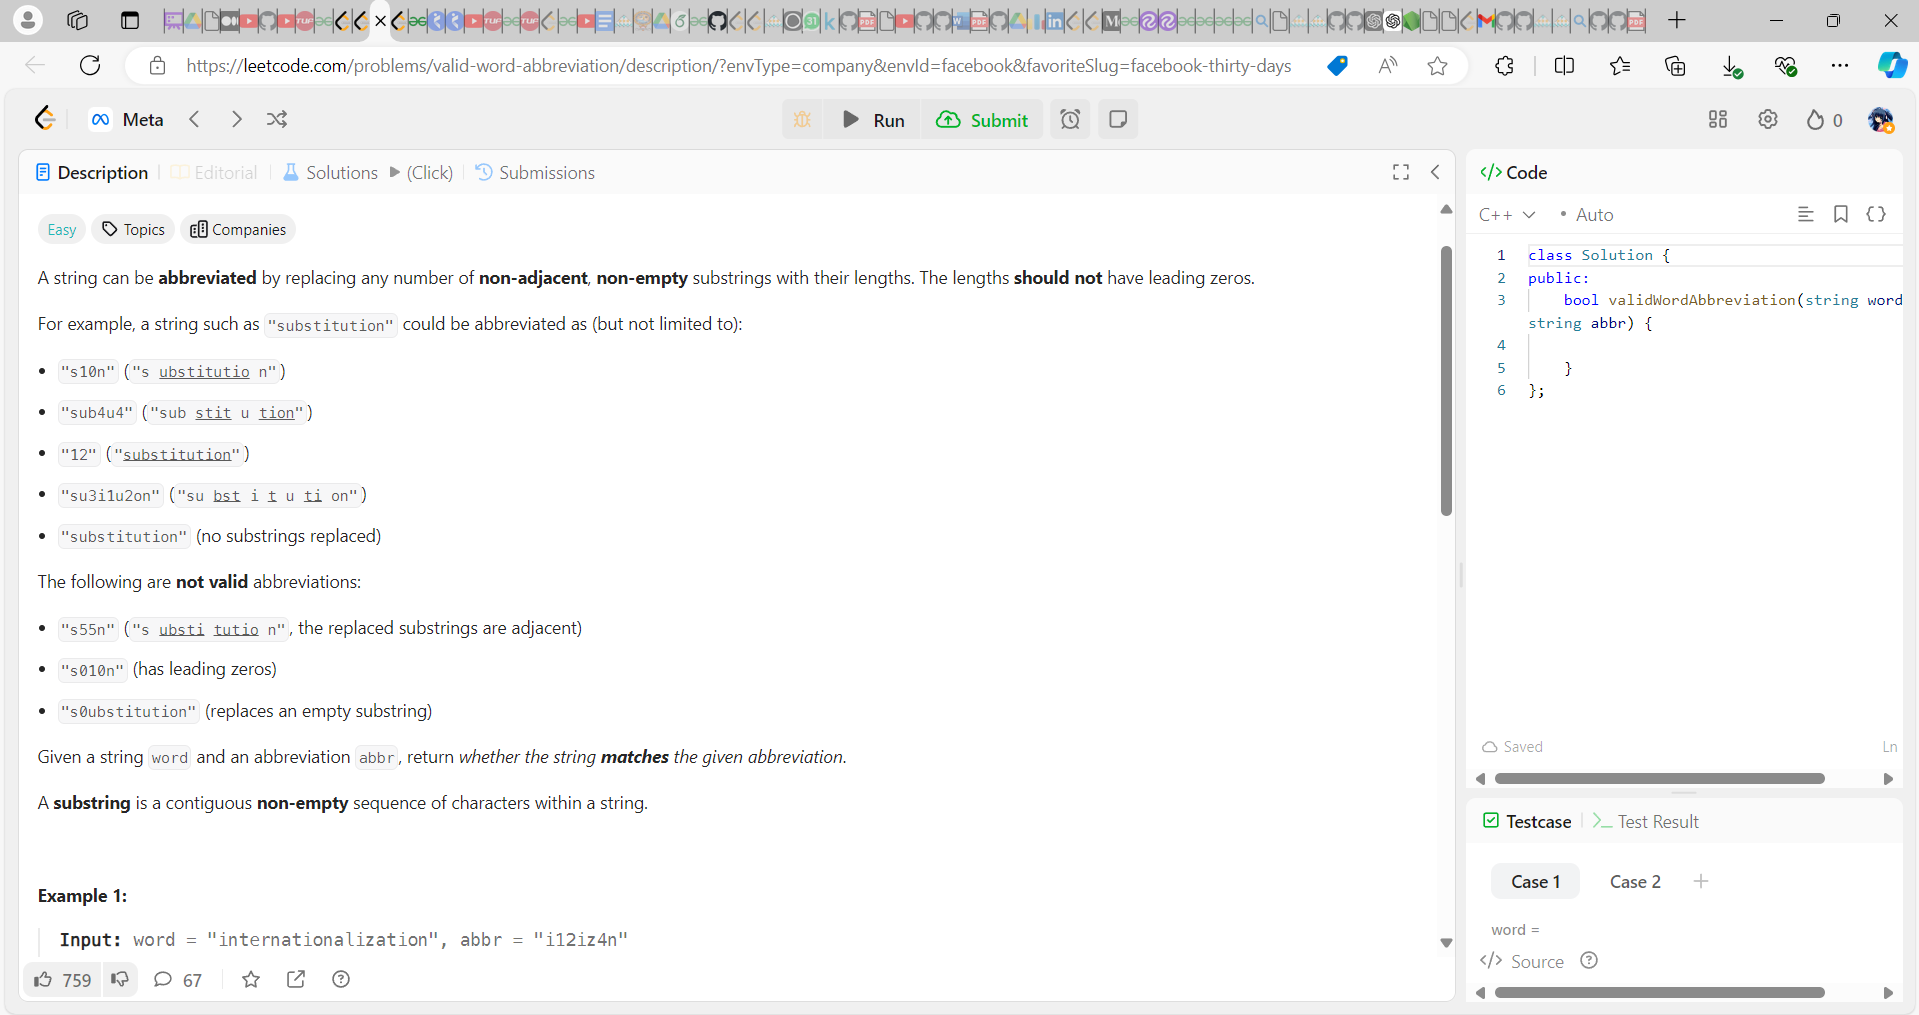 https://leetcode.com/problems/valid-word-abbreviation/description/?envType=company&envId=facebook&favoriteSlug=facebook-thirty-days
Meta
Run
Submit
0
Description
Editorial
Solutions
(Click)
Submissions
Easy
Topics
Companies
A string can be abbreviated by replacing any number of non-adjacent, non-empty substrings with their lengths. The lengths should not have leading zeros.
For example, a string such as "substitution" could be abbreviated as (but not limited to):
• "s10n" ("s ubstitutio n")
• "sub4u4" ("sub stit u tion")
• "12" ("substitution")
• "su3i1u2on" ("su bst i t u ti on")
• "substitution" (no substrings replaced)
The following are not valid abbreviations:
• "s55n" ("s ubsti tutio n", the replaced substrings are adjacent)
• "s010n" (has leading zeros)
• "s0ubstitution" (replaces an empty substring)
Given a string word and an abbreviation abbr, return whether the string matches the given abbreviation.
A substring is a contiguous non-empty sequence of characters within a string.
Example 1:
Input: word = "internationalization", abbr = "i12iz4n"
759
67
</> Code
C++ • Auto
1 class Solution {
2 public:
3 bool validWordAbbreviation(string word
string abbr) {
4
5 }
6 };
Saved
Ln
Testcase
Test Result
Case 1
Case 2
word =
</> Source